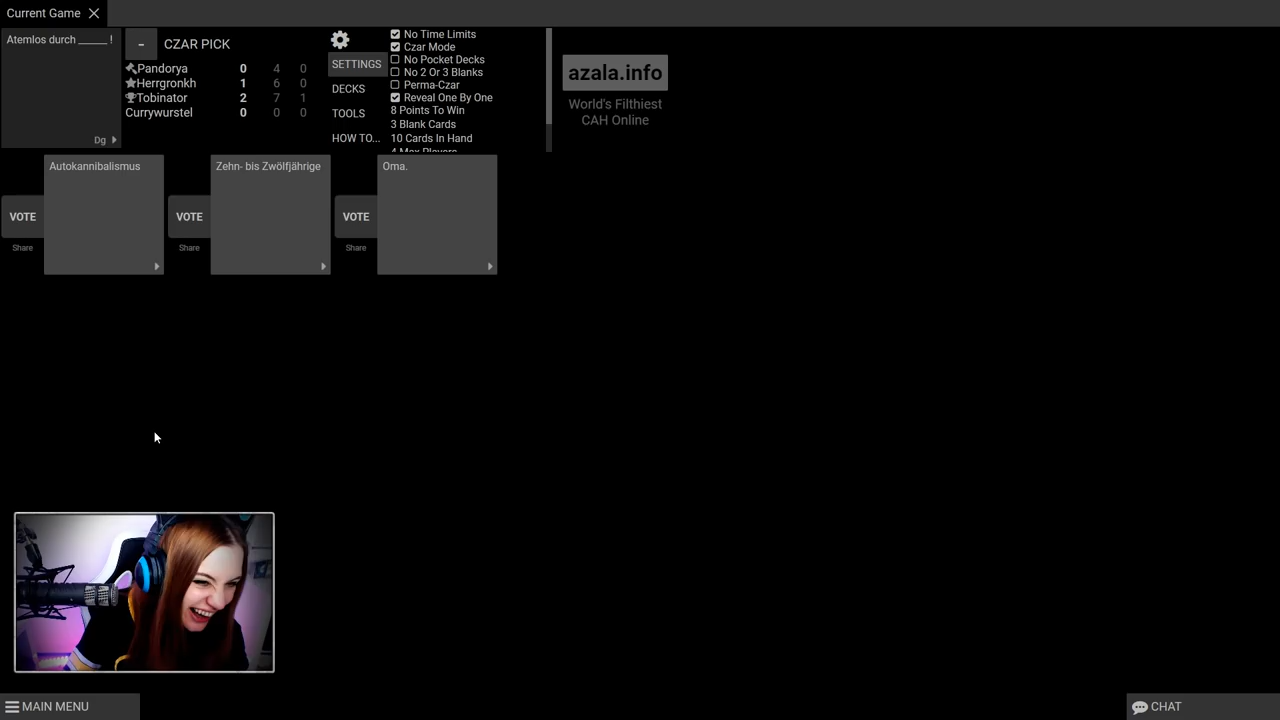 Current Game
Atemlos durch ______ !
Dg
-
CZAR PICK
Pandorya 0 4 0
Herrgronkh 1 6 0
Tobinator 2 7 1
Currywurstel 0 0 0
SETTINGS
DECKS
TOOLS
HOW TO...
No Time Limits
Czar Mode
No Pocket Decks
No 2 Or 3 Blanks
Perma-Czar
Reveal One By One
8 Points To Win
3 Blank Cards
10 Cards In Hand
4 Max Players
azala.info
World's Filthiest
CAH Online
VOTE
Share
Autokannibalismus
VOTE
Share
Zehn- bis Zwölfjährige
VOTE
Share
Oma.
MAIN MENU
CHAT